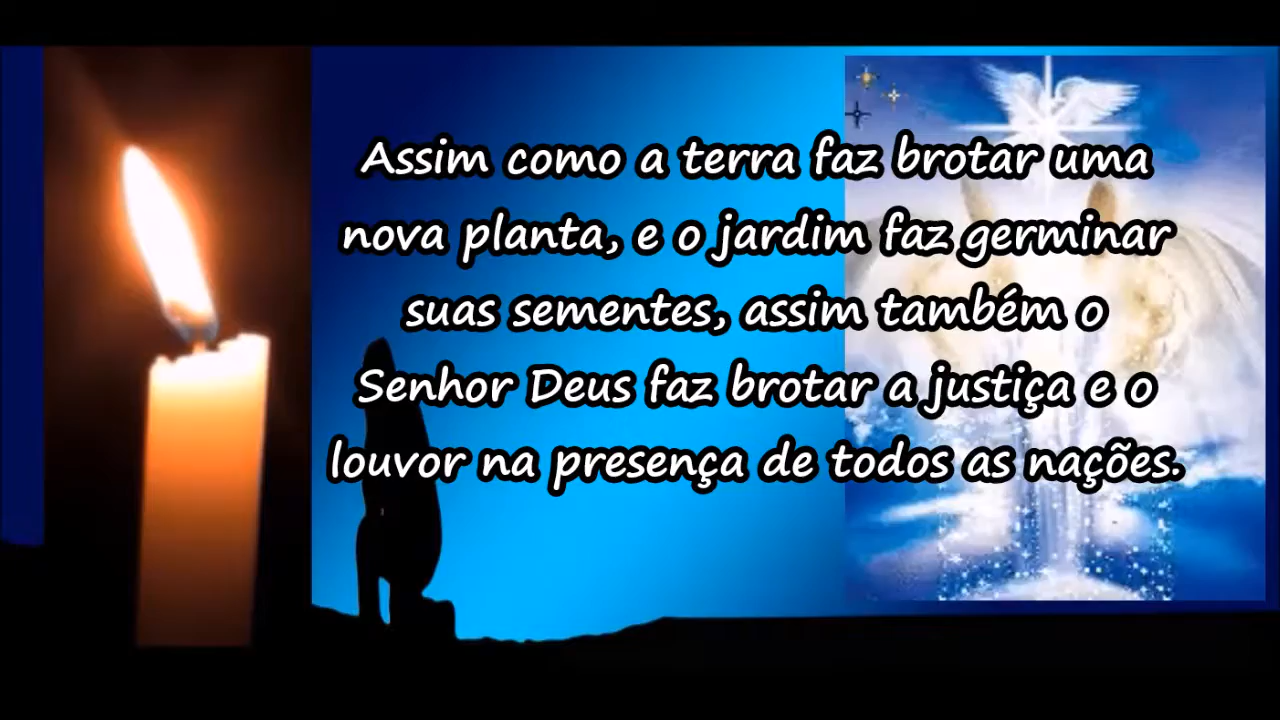 Assim como a terra faz brotar uma
nova planta, e o jardim faz germinar
suas sementes, assim também o
Senhor Deus faz brotar a justiça e o
louvor na presença de todos as nações.